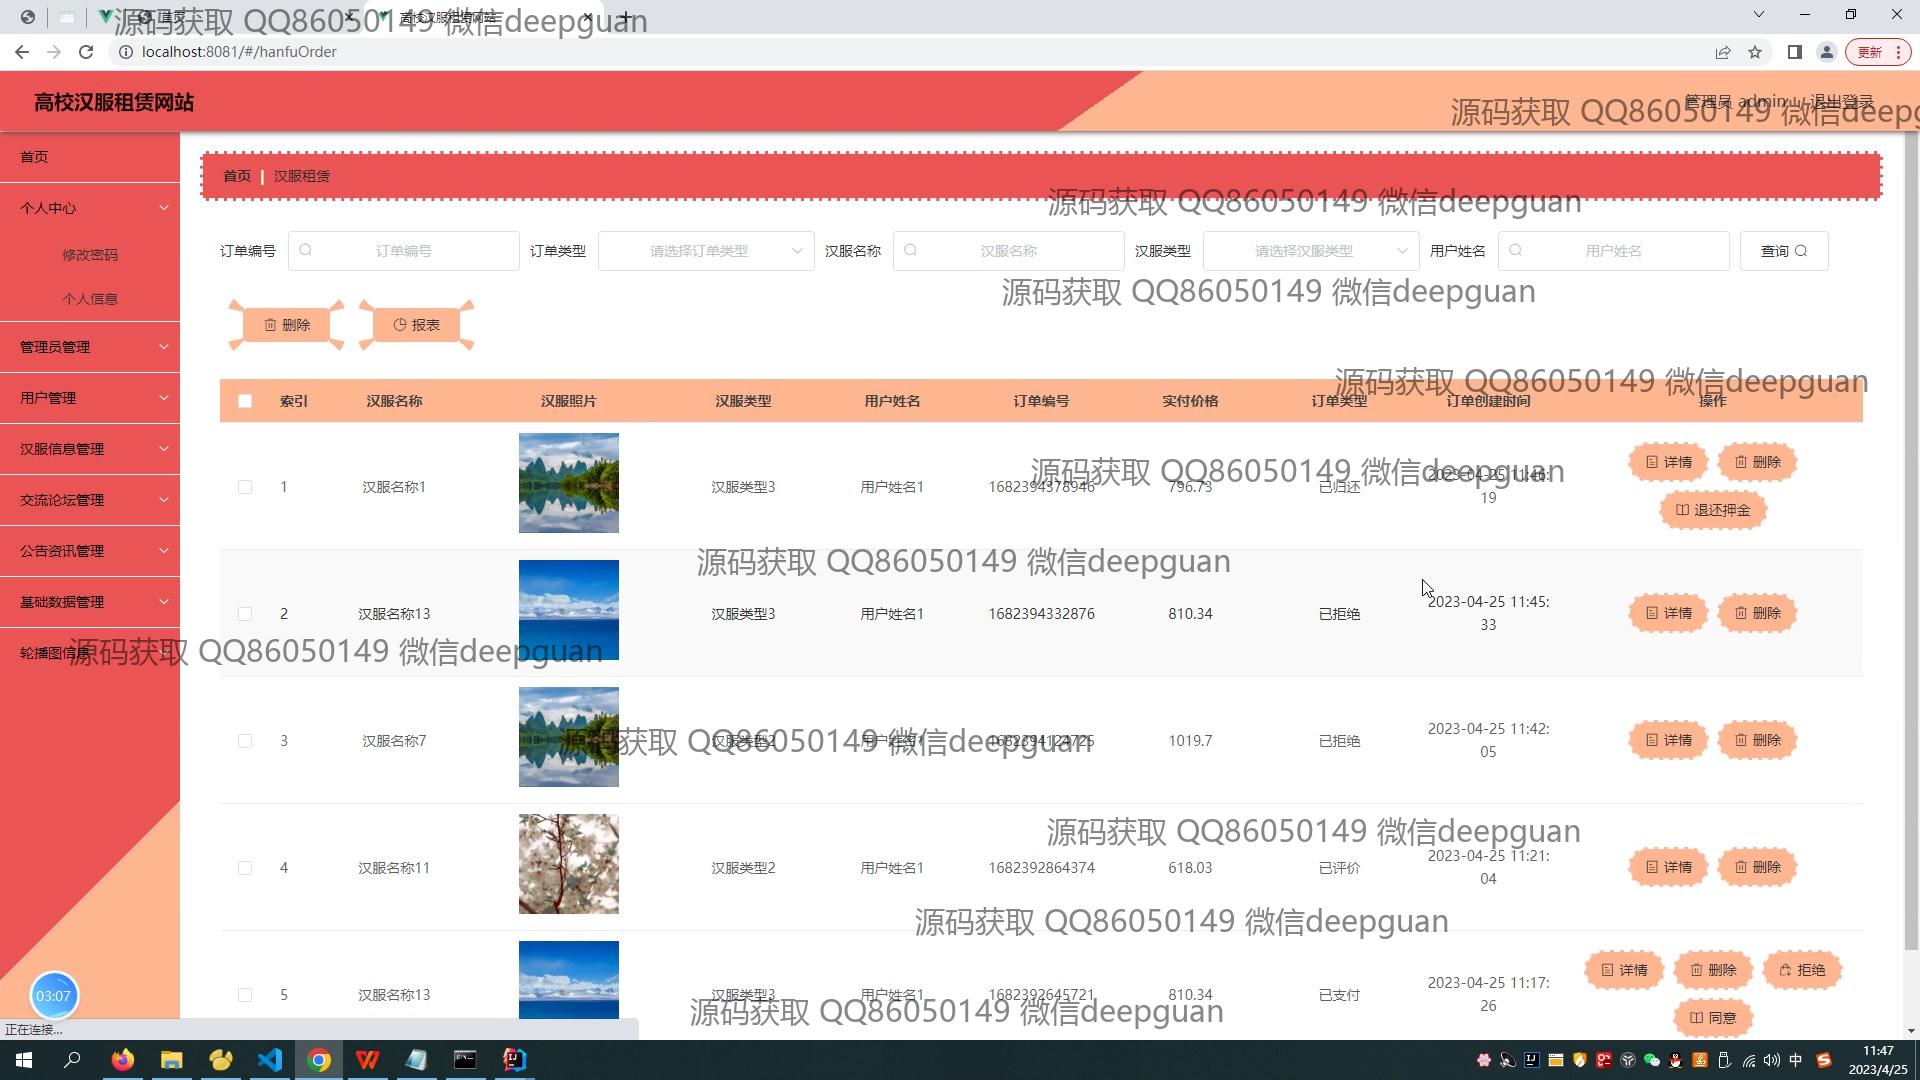 首页
高校汉服租赁网站
源码获取 QQ86050149 微信deepguan
localhost:8081/#/hanfuOrder
更新
高校汉服租赁网站
管理员 admin
退出登录
源码获取 QQ86050149 微信deepg
首页
个人中心
修改密码
个人信息
管理员管理
用户管理
汉服信息管理
交流论坛管理
公告资讯管理
基础数据管理
轮播图信息
首页 | 汉服租赁
源码获取 QQ86050149 微信deepguan
订单编号 订单编号 订单类型 请选择订单类型 汉服名称 汉服名称 汉服类型 请选择汉服类型 用户姓名 用户姓名 查询
源码获取 QQ86050149 微信deepguan
删除 报表
源码获取 QQ86050149 微信deepguan
索引 汉服名称 汉服照片 汉服类型 用户姓名 订单编号 实付价格 订单类型 订单创建时间 操作
源码获取 QQ86050149 微信deepguan
1 汉服名称1 汉服类型3 用户姓名1 1682394378946 796.73 已归还 2023-04-25 11:46:
19
详情 删除
退还押金
源码获取 QQ86050149 微信deepguan
2 汉服名称13 汉服类型3 用户姓名1 1682394332876 810.34 已拒绝 2023-04-25 11:45:
33
详情 删除
源码获取 QQ86050149 微信deepguan
3 汉服名称7 汉服类型2 用户姓名1 1682394124725 1019.7 已拒绝 2023-04-25 11:42:
05
详情 删除
源码获取 QQ86050149 微信deepguan
源码获取 QQ86050149 微信deepguan
4 汉服名称11 汉服类型2 用户姓名1 1682392864374 618.03 已评价 2023-04-25 11:21:
04
详情 删除
源码获取 QQ86050149 微信deepguan
5 汉服名称13 汉服类型3 用户姓名1 1682392645721 810.34 已支付 2023-04-25 11:17:
26
详情 删除 拒绝
同意
源码获取 QQ86050149 微信deepguan
03:07
正在连接...
中
11:47
2023/4/25